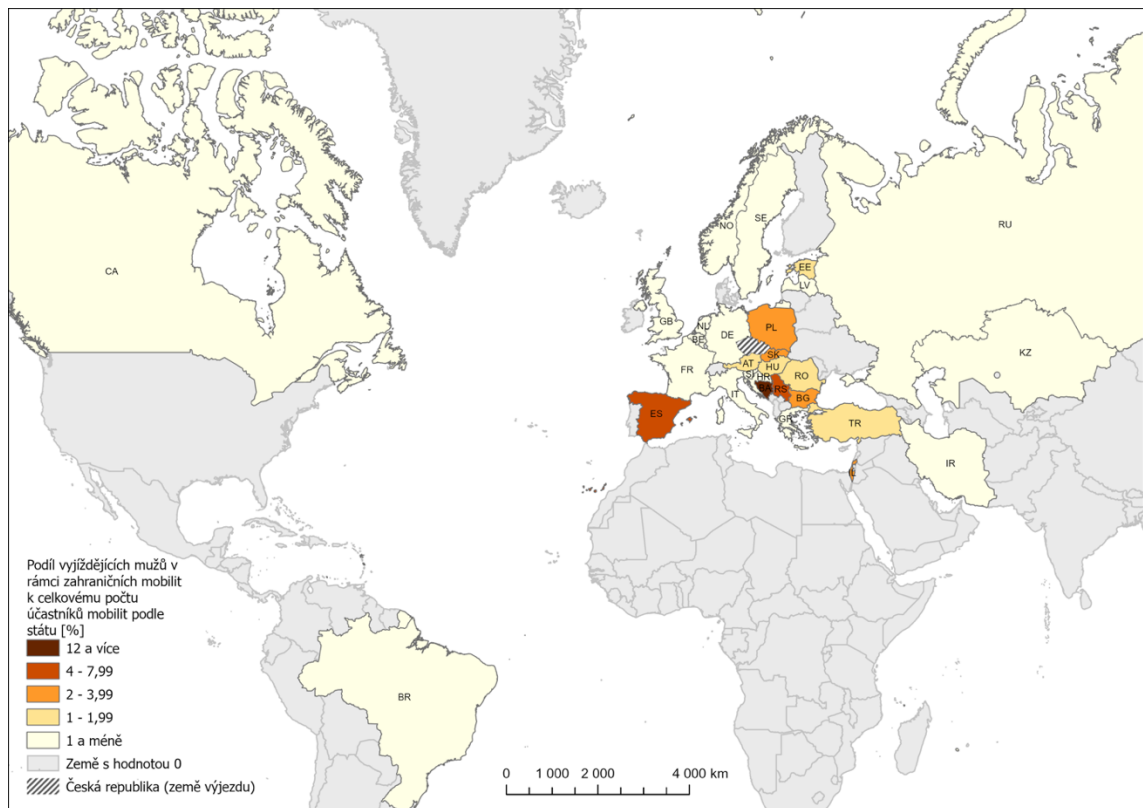 CA
NO
SE
RU
EE
LV
GB
NL
BE
DE
PL
KZ
SK
AT
HU
FR
SI
HR
RO
BA
RS
IT
BG
ES
GR
TR
IR
IL
BR
Podíl vyjíždějících mužů v
rámci zahraničních mobilit
k celkovému počtu
účastníků mobilit podle
státu [%]
12 a více
4 - 7,99
2 - 3,99
1 - 1,99
1 a méně
Země s hodnotou 0
Česká republika (země výjezdu)
0 1 000 2 000 4 000 km